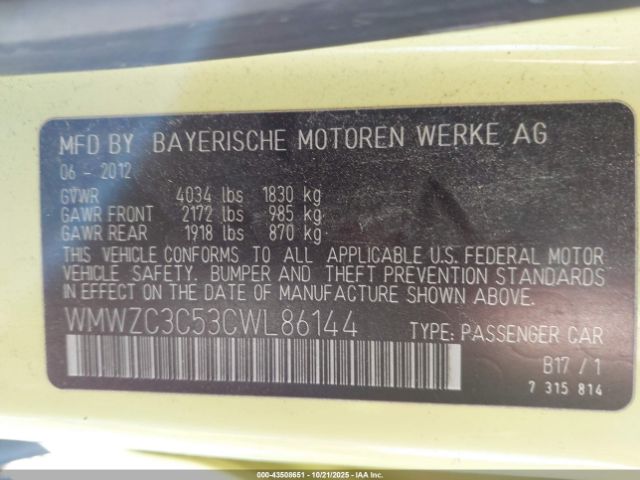 MFD BY BAYERISCHE MOTOREN WERKE AG
06 - 2012
GVWR 4034 lbs 1830 kg
GAWR FRONT 2172 lbs 985 kg
GAWR REAR 1918 lbs 870 kg
THIS VEHICLE CONFORMS TO ALL APPLICABLE U.S. FEDERAL MOTOR
VEHICLE SAFETY. BUMPER AND THEFT PREVENTION STANDARDS
IN EFFECT ON THE DATE OF MANUFACTURE SHOWN ABOVE.
WMWZC3C53CWL86144 TYPE: PASSENGER CAR
B17 / 1
7 315 814
00-43508651 - 10/21/2025 - IAA Inc.